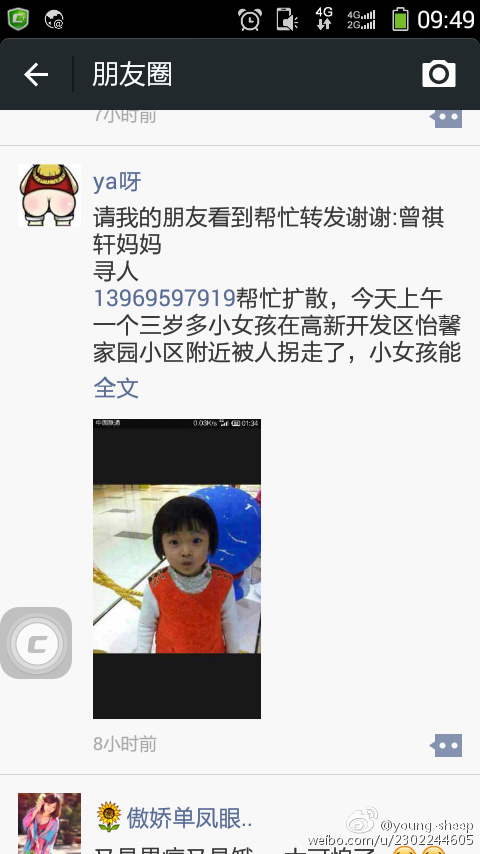 4G
4G
2G
09:49
朋友圈
7小时前
ya呀
请我的朋友看到帮忙转发谢谢:曾祺
轩妈妈
寻人
13969597919帮忙扩散，今天上午
一个三岁多小女孩在高新开发区怡馨
家园小区附近被人拐走了，小女孩能
全文
中国联通 0.03K/s 01:34
8小时前
傲娇单凤眼..
@young-sheep
weibo.com/u/2302244605